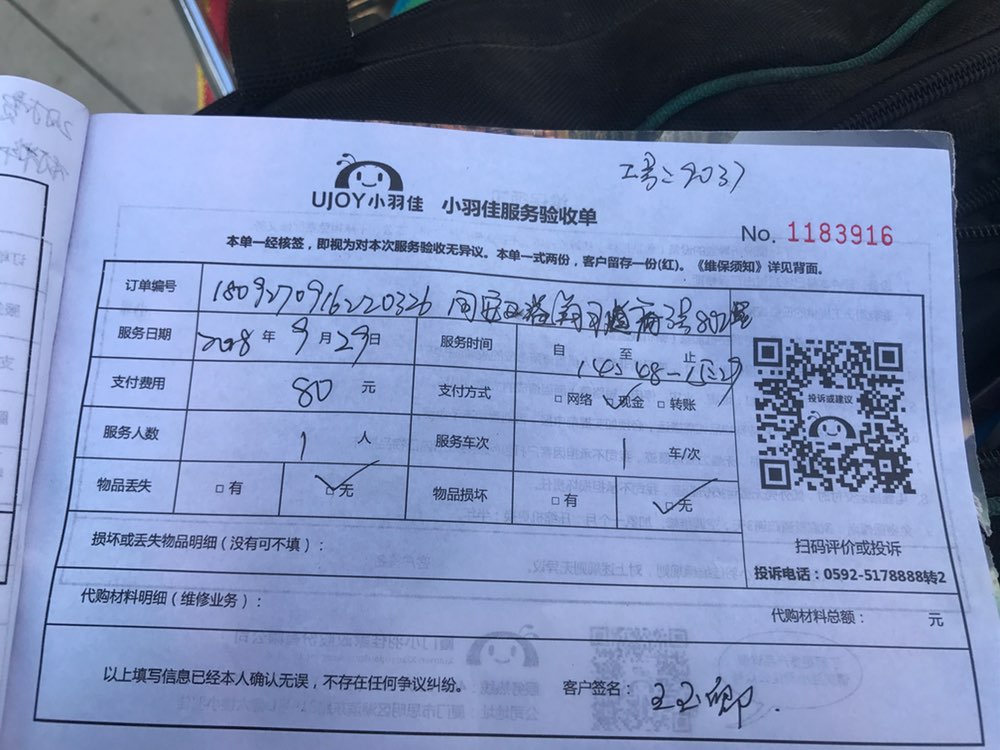 工号：9037
UJOY小羽佳 小羽佳服务验收单
No. 1183916
本单一经核签，即视为对本次服务验收无异议。本单一式两份，客户留存一份(红)。《维保须知》详见背面。
订单编号 1809270916220326
服务日期 2018 年 9 月 29 日 服务时间 自 至 止
支付费用 80 元 支付方式 □网络 □现金 □转账
服务人数 1 人 服务车次 1 车/次
物品丢失 □有 □无 物品损坏 □有 □无
投诉或建议
扫码评价或投诉
投诉电话：0592-5178888转2
损坏或丢失物品明细（没有可不填）：
代购材料明细（维修业务）：
代购材料总额： 元
以上填写信息已经本人确认无误，不存在任何争议纠纷。 客户签名：